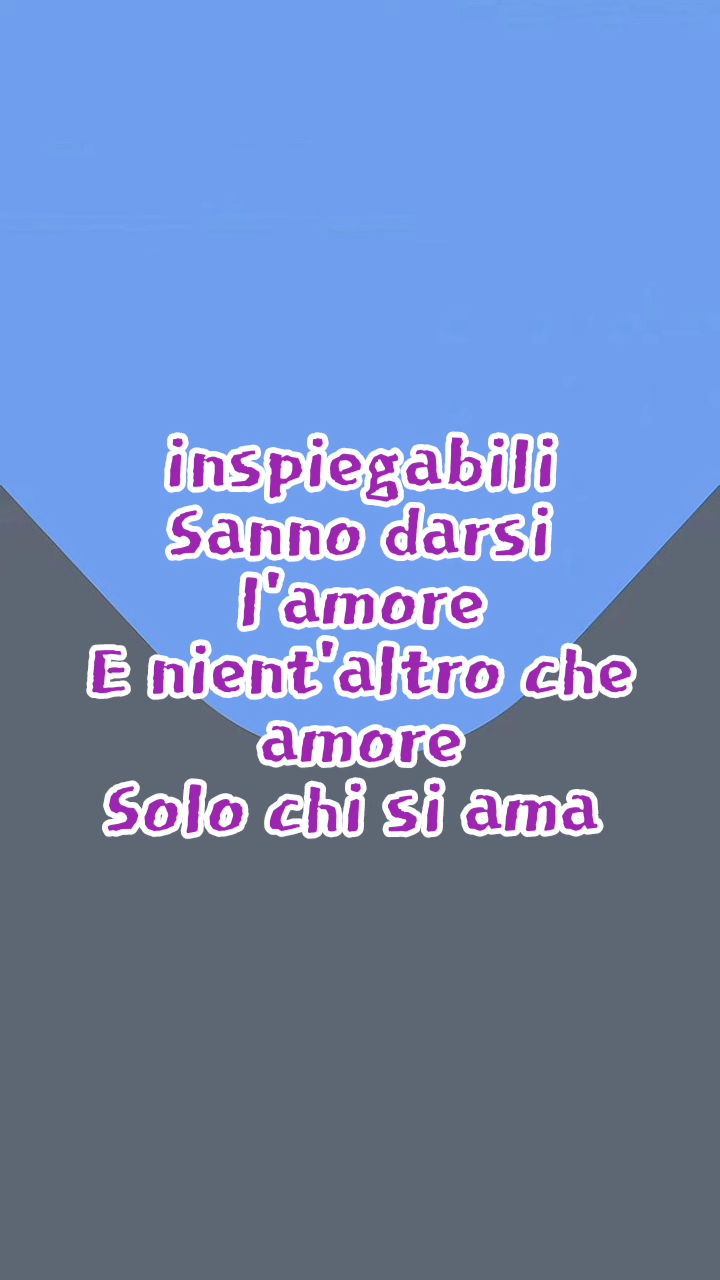 inspiegabili
Sanno darsi
l'amore
E nient'altro che
amore
Solo chi si ama